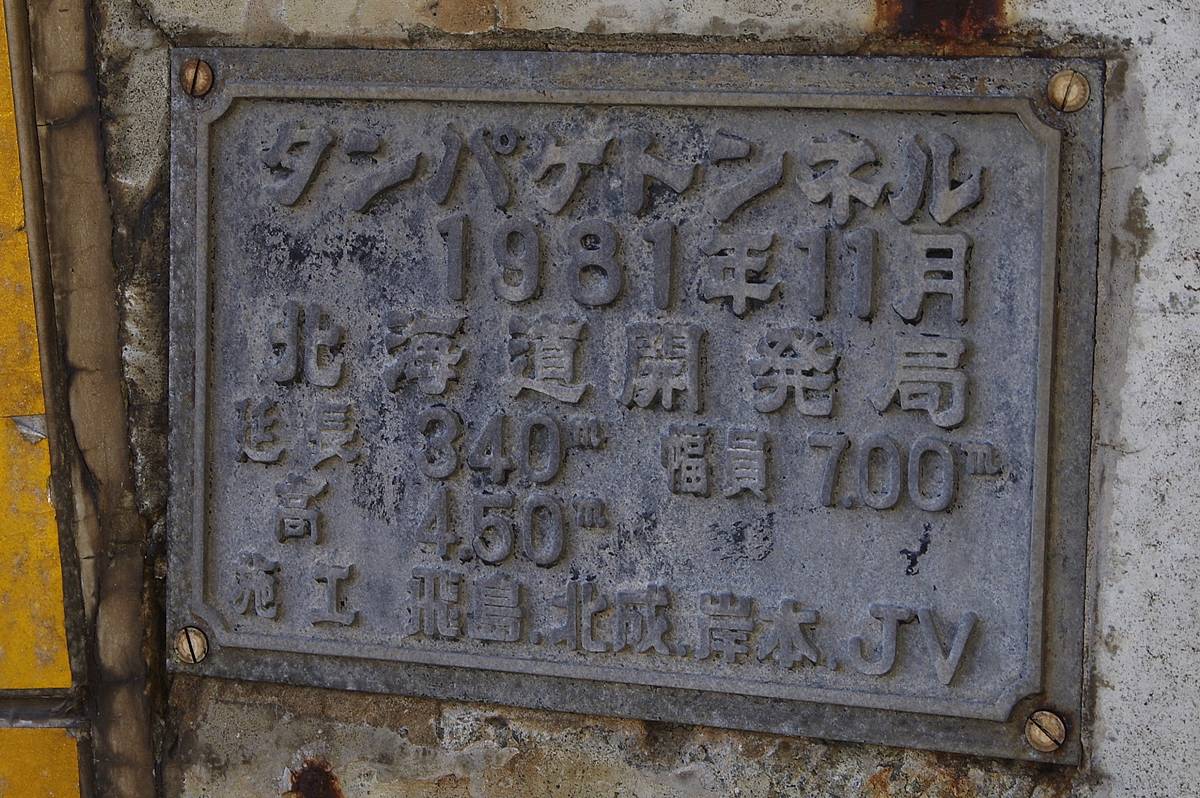 タンパケトンネル
1981年11月
北海道開発局
延長 340m 幅員 7.00m
高 4.50m
施工 飛島.北成.岸本.JV